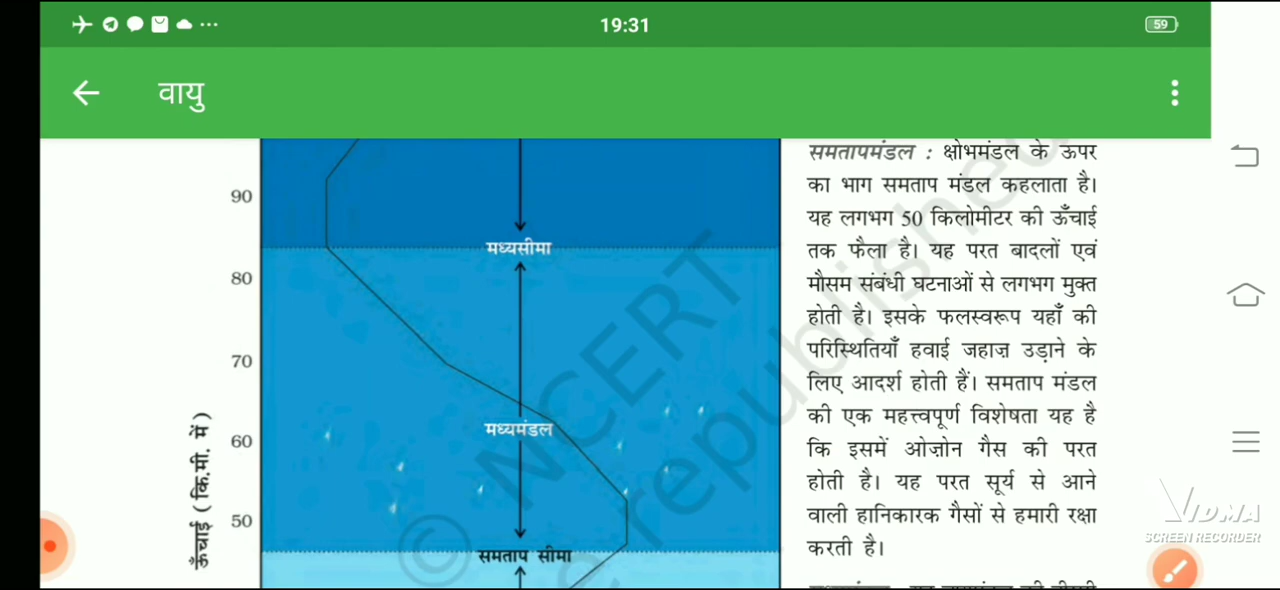 19:31
59
वायु
90
मध्यसीमा
80
70
मध्यमंडल
60
50
समताप सीमा
ऊँचाई (कि.मी. में)
© NCERT
republished
समतापमंडल : क्षोभमंडल के ऊपर
का भाग समताप मंडल कहलाता है।
यह लगभग 50 किलोमीटर की ऊँचाई
तक फैला है। यह परत बादलों एवं
मौसम संबंधी घटनाओं से लगभग मुक्त
होती है। इसके फलस्वरूप यहाँ की
परिस्थितियाँ हवाई जहाज़ उड़ाने के
लिए आदर्श होती हैं। समताप मंडल
की एक महत्त्वपूर्ण विशेषता यह है
कि इसमें ओज़ोन गैस की परत
होती है। यह परत सूर्य से आने
वाली हानिकारक गैसों से हमारी रक्षा
करती है।
VIDMA
SCREEN RECORDER